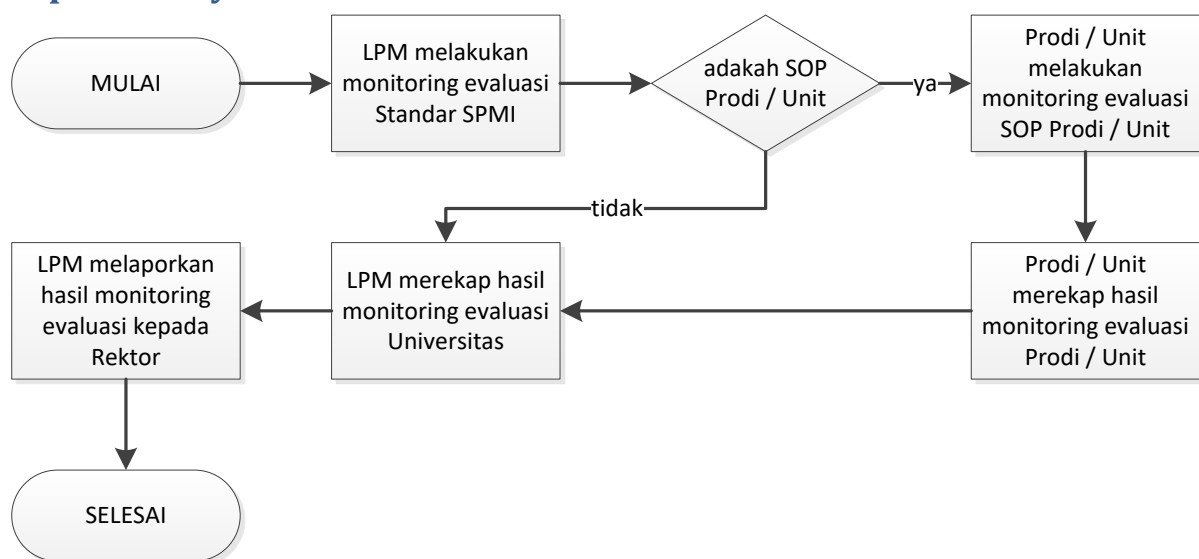 MULAI
LPM melakukan
monitoring evaluasi
Standar SPMI
adakah SOP
Prodi / Unit
ya
Prodi / Unit
melakukan
monitoring evaluasi
SOP Prodi / Unit
tidak
LPM melaporkan
hasil monitoring
evaluasi kepada
Rektor
LPM merekap hasil
monitoring evaluasi
Universitas
Prodi / Unit
merekap hasil
monitoring evaluasi
Prodi / Unit
SELESAI